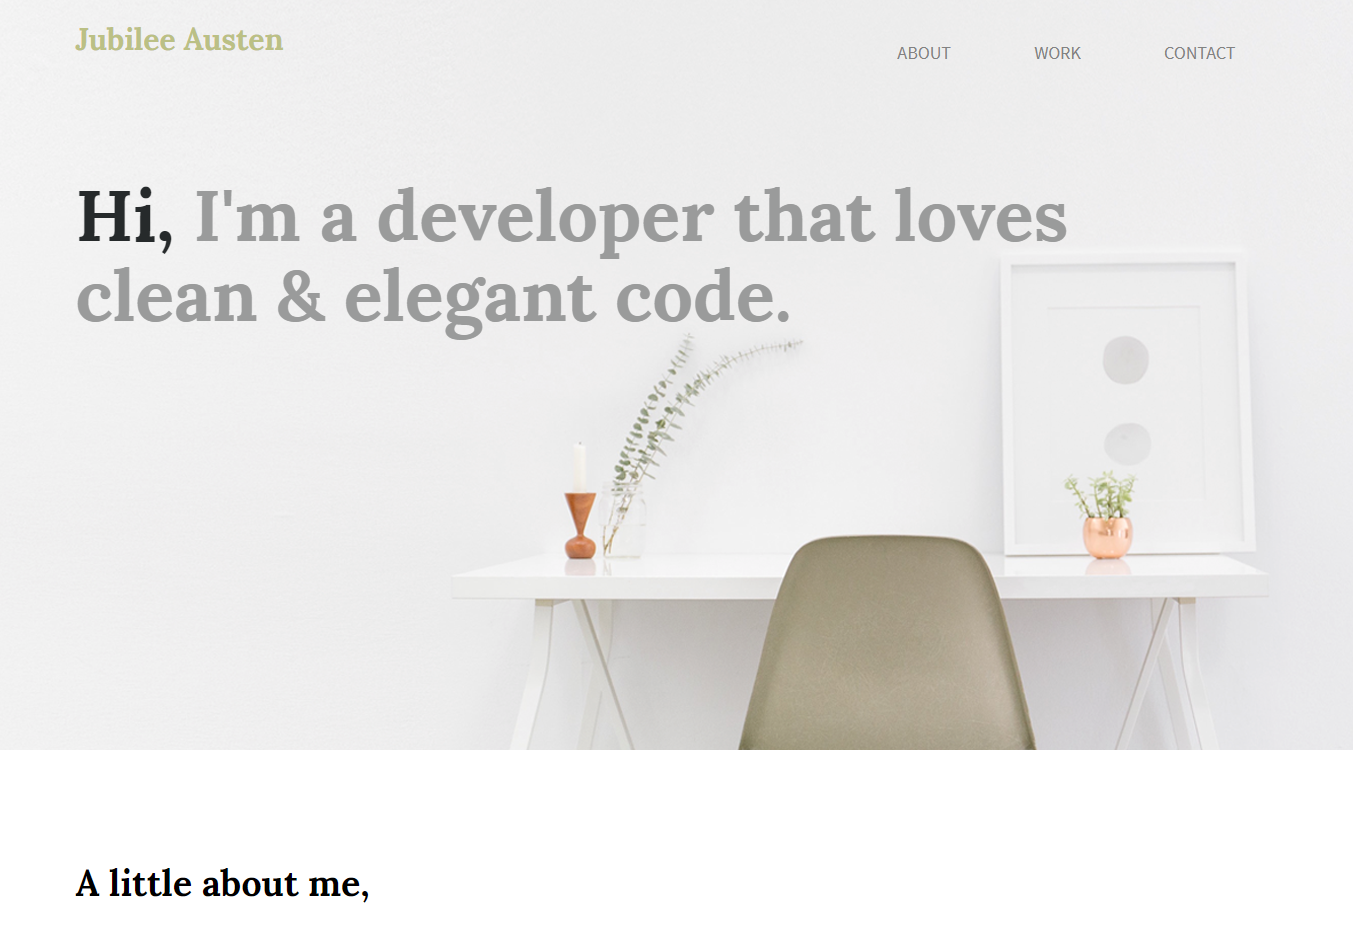 Jubilee Austen
ABOUT WORK CONTACT
Hi, I'm a developer that loves
clean & elegant code.
A little about me,